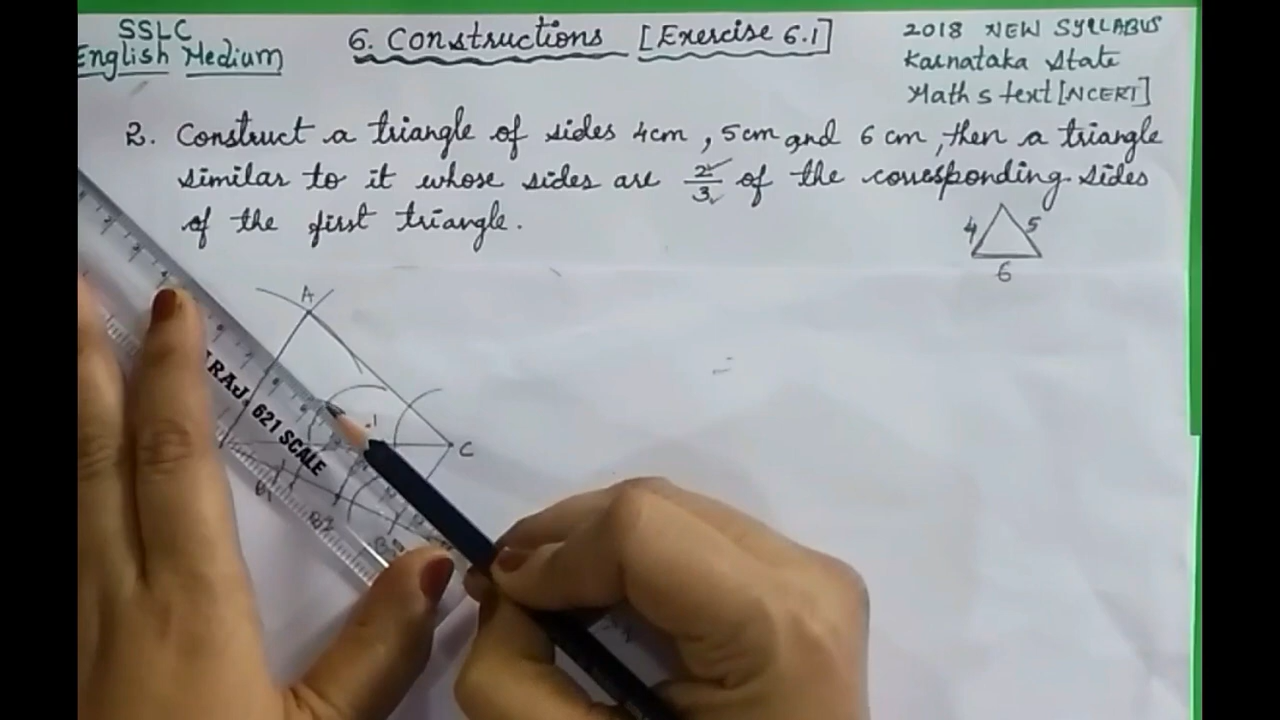 SSLC
English Medium
6. Constructions [Exercise 6.1]
2018 NEW SYLLABUS
Karnataka State
Maths text [NCERT]
2. Construct a triangle of sides 4cm, 5cm and 6 cm, then a triangle
similar to it whose sides are 2/3 of the corresponding sides
of the first triangle.
4 5
6
A
C
621 SCALE